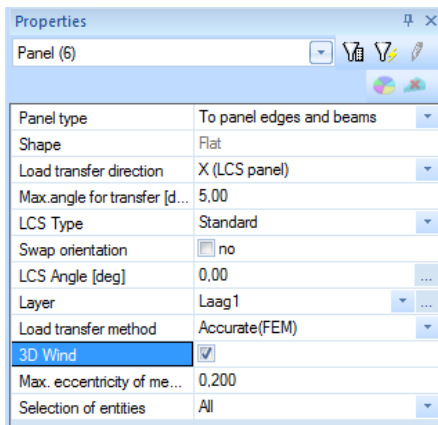 Properties
Panel (6)
Panel type To panel edges and beams
Shape Flat
Load transfer direction X (LCS panel)
Max.angle for transfer [d... 5,00
LCS Type Standard
Swap orientation no
LCS Angle [deg] 0,00 ...
Layer Laag1 ...
Load transfer method Accurate(FEM)
3D Wind
Max. eccentricity of me... 0,200
Selection of entities All